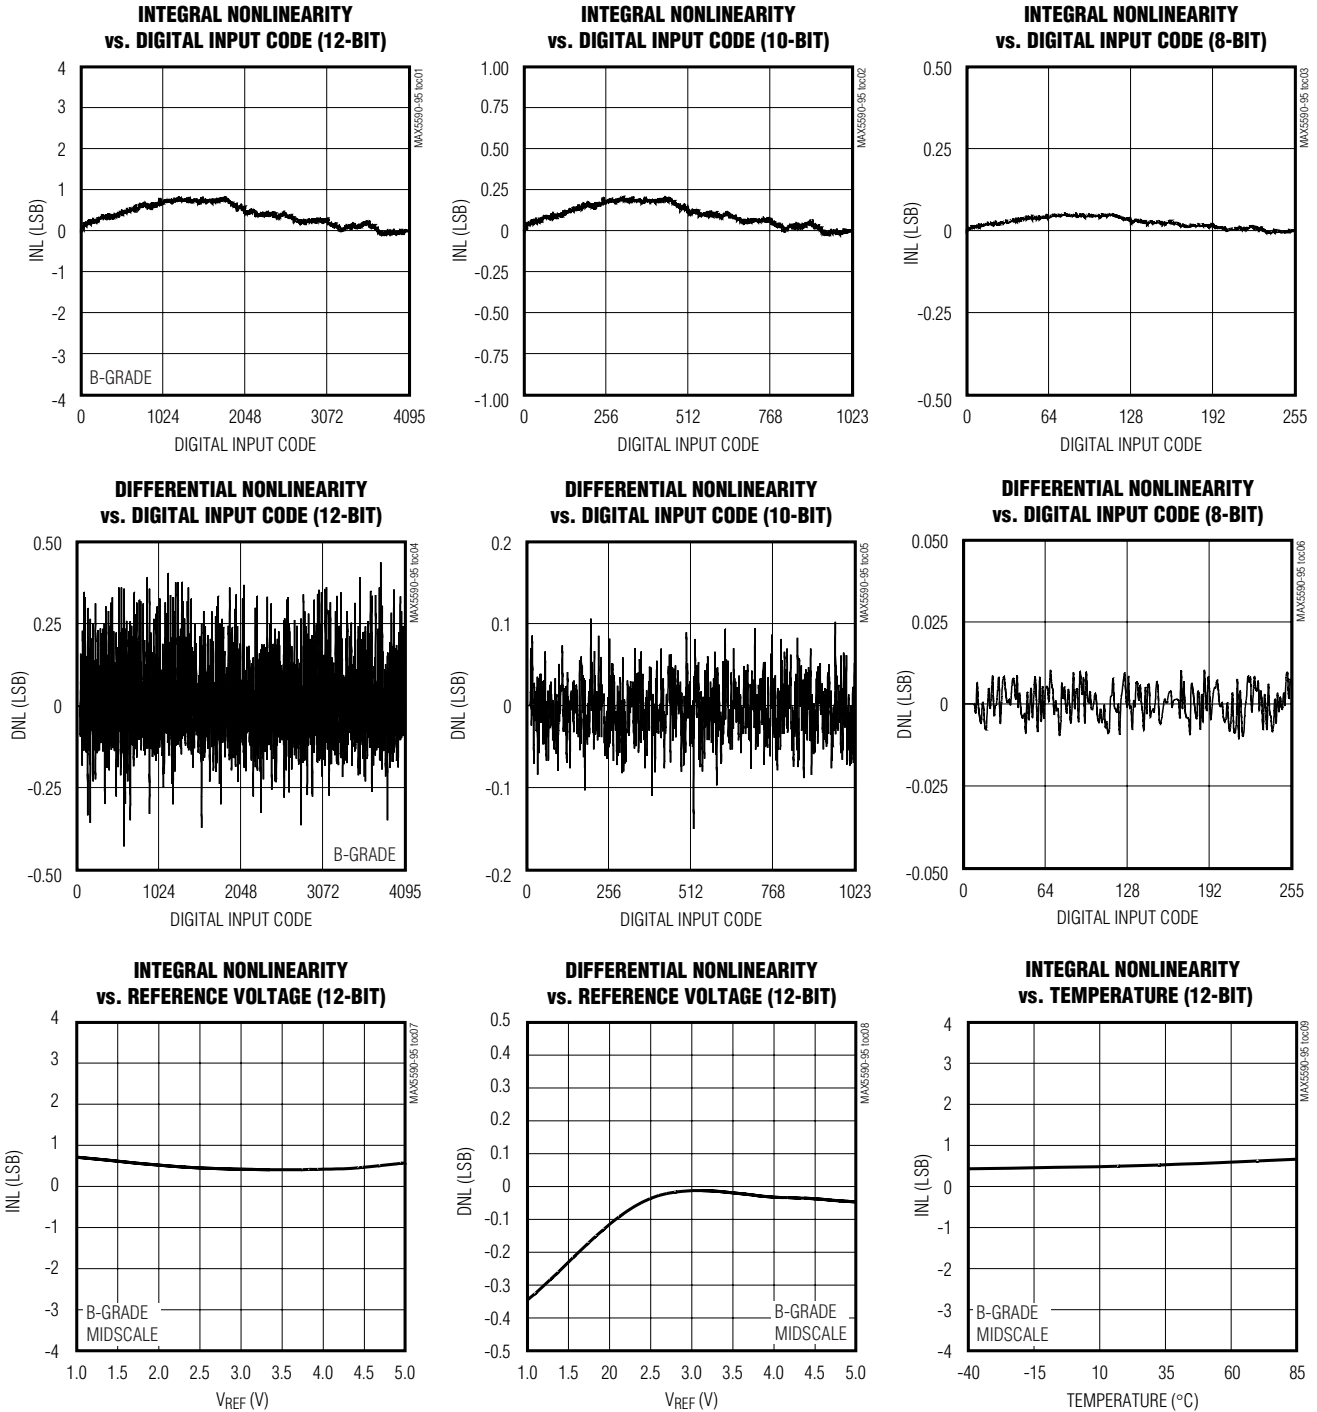 INTEGRAL NONLINEARITY
vs. DIGITAL INPUT CODE (12-BIT)
4
3
2
1
0
-1
-2
-3
-4
INL (LSB)
B-GRADE
MAX5590-95 toc01
0 1024 2048 3072 4095
DIGITAL INPUT CODE
INTEGRAL NONLINEARITY
vs. DIGITAL INPUT CODE (10-BIT)
1.00
0.75
0.50
0.25
0
-0.25
-0.50
-0.75
-1.00
INL (LSB)
MAX5590-95 toc02
0 256 512 768 1023
DIGITAL INPUT CODE
INTEGRAL NONLINEARITY
vs. DIGITAL INPUT CODE (8-BIT)
0.50
0.25
0
-0.25
-0.50
INL (LSB)
MAX5590-95 toc03
0 64 128 192 255
DIGITAL INPUT CODE
DIFFERENTIAL NONLINEARITY
vs. DIGITAL INPUT CODE (12-BIT)
0.50
0.25
0
-0.25
-0.50
DNL (LSB)
B-GRADE
MAX5590-95 toc04
0 1024 2048 3072 4095
DIGITAL INPUT CODE
DIFFERENTIAL NONLINEARITY
vs. DIGITAL INPUT CODE (10-BIT)
0.2
0.1
0
-0.1
-0.2
DNL (LSB)
MAX5590-95 toc05
0 256 512 768 1023
DIGITAL INPUT CODE
DIFFERENTIAL NONLINEARITY
vs. DIGITAL INPUT CODE (8-BIT)
0.050
0.025
0
-0.025
-0.050
DNL (LSB)
MAX5590-95 toc06
0 64 128 192 255
DIGITAL INPUT CODE
INTEGRAL NONLINEARITY
vs. REFERENCE VOLTAGE (12-BIT)
4
3
2
1
0
-1
-2
-3
-4
INL (LSB)
B-GRADE
MIDSCALE
MAX5590-95 toc07
1.0 1.5 2.0 2.5 3.0 3.5 4.0 4.5 5.0
VREF (V)
DIFFERENTIAL NONLINEARITY
vs. REFERENCE VOLTAGE (12-BIT)
0.5
0.4
0.3
0.2
0.1
0
-0.1
-0.2
-0.3
-0.4
-0.5
DNL (LSB)
B-GRADE
MIDSCALE
MAX5590-95 toc08
1.0 1.5 20 2.5 3.0 3.5 4.0 4.5 5.0
VREF (V)
INTEGRAL NONLINEARITY
vs. TEMPERATURE (12-BIT)
4
3
2
1
0
-1
-2
-3
-4
INL (LSB)
B-GRADE
MIDSCALE
MAX5590-95 toc09
-40 -15 10 35 60 85
TEMPERATURE (°C)